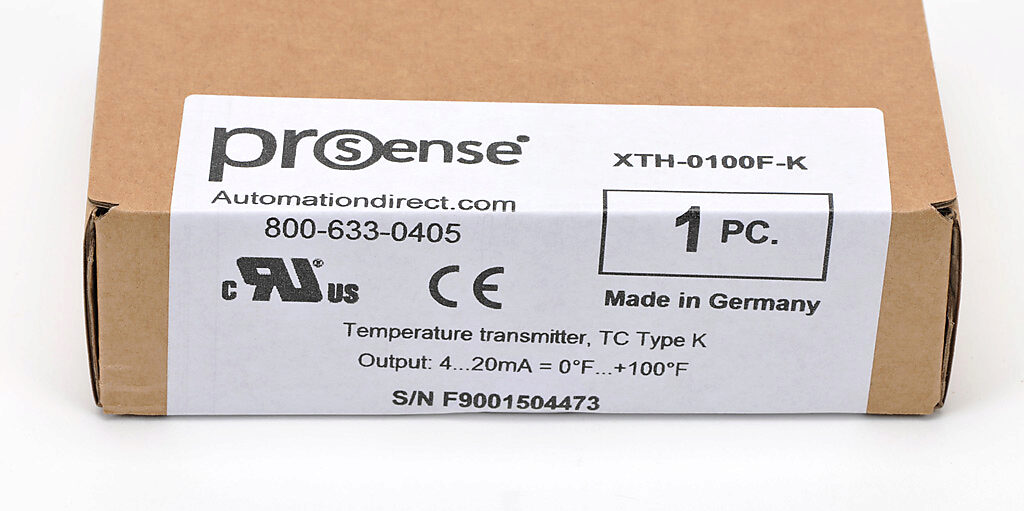 prosense
XTH-0100F-K
Automationdirect.com
800-633-0405
1 PC.
c RU ® US
CE
Made in Germany
Temperature transmitter, TC Type K
Output: 4...20mA = 0°F...+100°F
S/N F9001504473